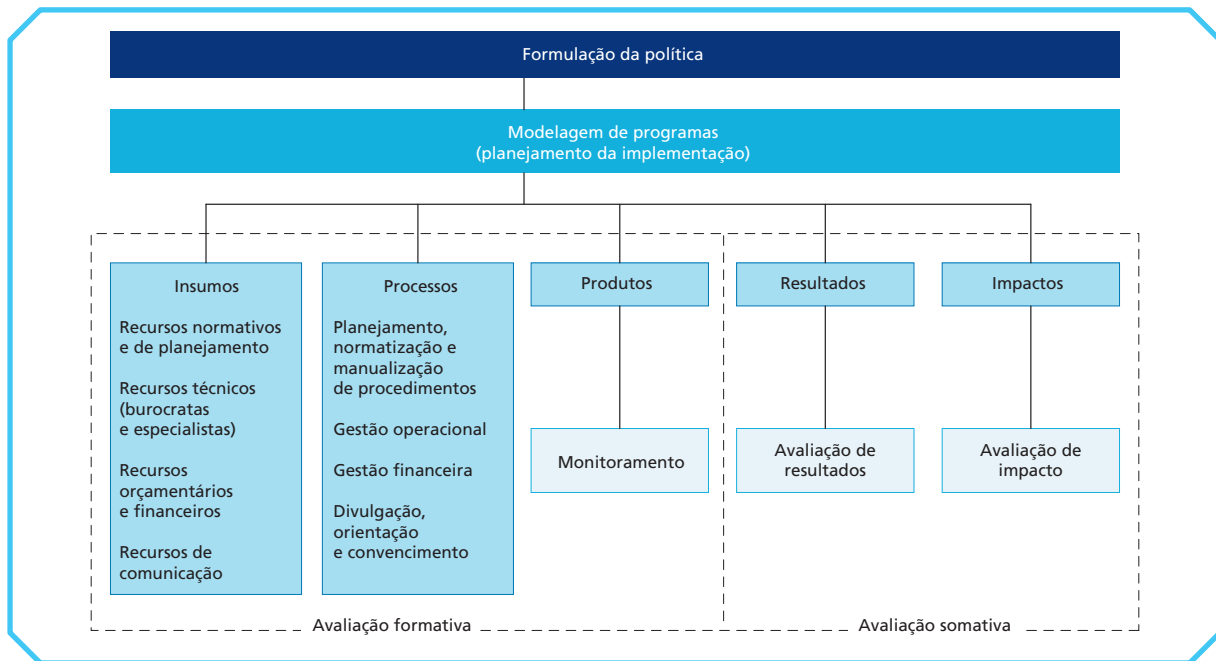 Formulação da política
Modelagem de programas
(planejamento da implementação)
Insumos
Recursos normativos
e de planejamento
Recursos técnicos
(burocratas
e especialistas)
Recursos
orçamentários
e financeiros
Recursos de
comunicação
Processos
Planejamento,
normatização e
manualização
de procedimentos
Gestão operacional
Gestão financeira
Divulgação,
orientação
e convencimento
Produtos
Monitoramento
Resultados
Avaliação de
resultados
Impactos
Avaliação de
impacto
Avaliação formativa
Avaliação somativa